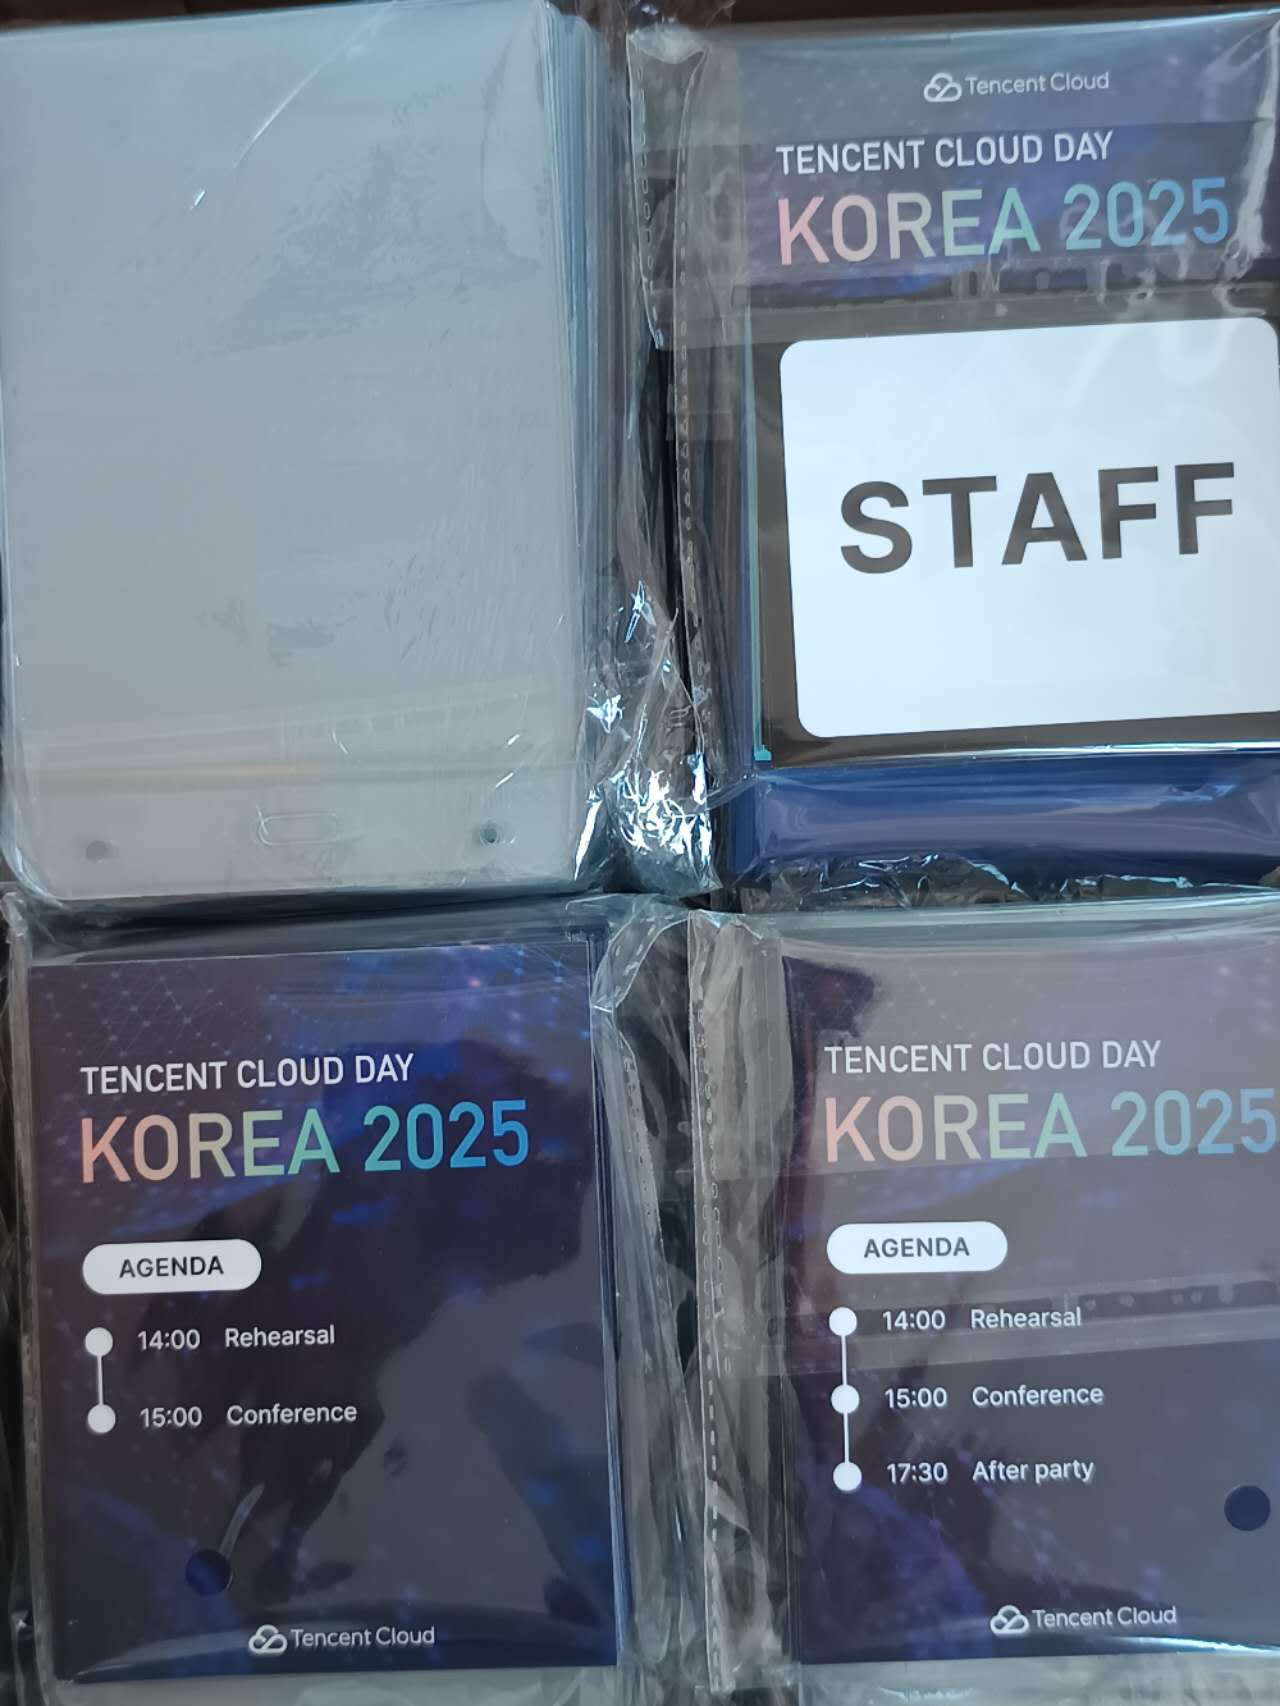 Tencent Cloud
TENCENT CLOUD DAY
KOREA 2025
STAFF
TENCENT CLOUD DAY
KOREA 2025
AGENDA
14:00 Rehearsal
15:00 Conference
Tencent Cloud
TENCENT CLOUD DAY
KOREA 2025
AGENDA
14:00 Rehearsal
15:00 Conference
17:30 After party
Tencent Cloud